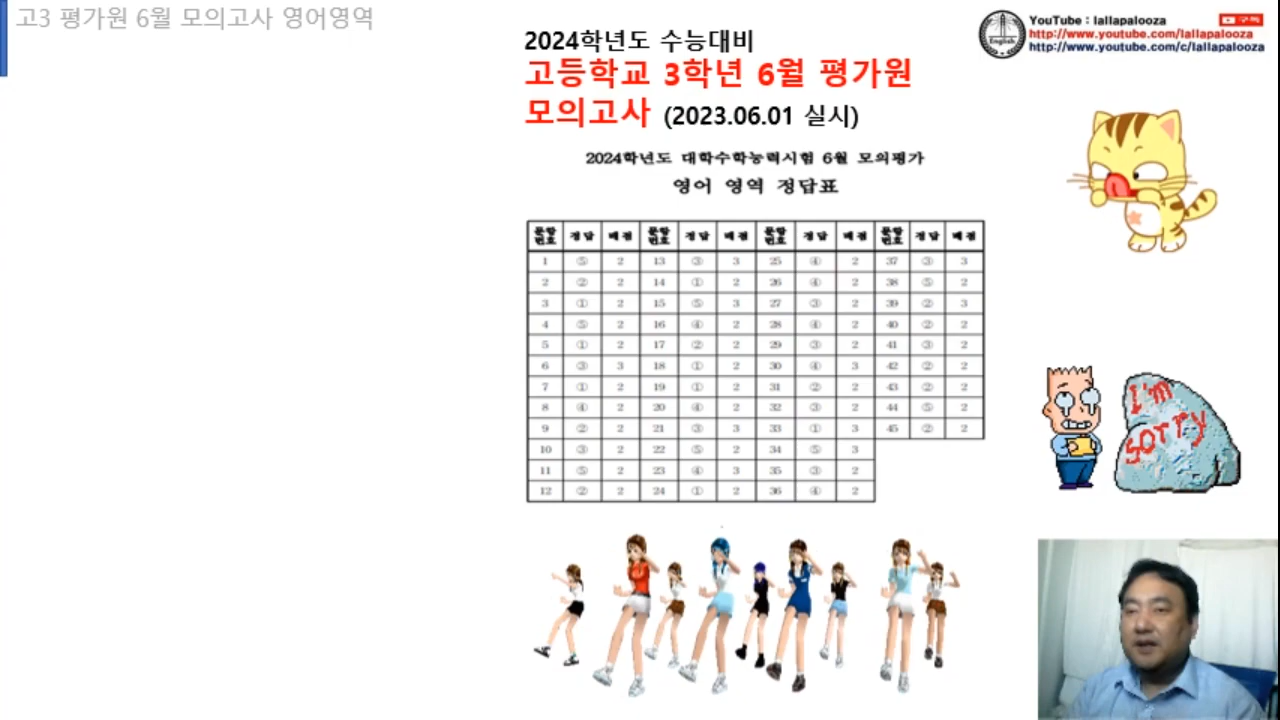 고3 평가원 6월 모의고사 영어영역
2024학년도 수능대비
고등학교 3학년 6월 평가원
모의고사 (2023.06.01 실시)
YouTube : lallapalooza
구독
http://www.youtube.com/lallapalooza
http://www.youtube.com/c/lallapalooza
English
2024학년도 대학수학능력시험 6월 모의평가
영어 영역 정답표
문항번호 정답 배점 문항번호 정답 배점 문항번호 정답 배점 문항번호 정답 배점
1 ⑤ 2 13 ③ 3 25 ④ 2 37 ③ 3
2 ② 2 14 ① 2 26 ④ 2 38 ⑤ 2
3 ① 2 15 ⑤ 3 27 ③ 2 39 ② 3
4 ⑤ 2 16 ④ 2 28 ④ 2 40 ② 2
5 ① 2 17 ② 2 29 ③ 2 41 ③ 2
6 ③ 3 18 ① 2 30 ④ 3 42 ② 2
7 ① 2 19 ① 2 31 ② 2 43 ② 2
8 ④ 2 20 ④ 2 32 ③ 2 44 ⑤ 2
9 ② 2 21 ③ 3 33 ① 3 45 ② 2
10 ③ 2 22 ⑤ 2 34 ⑤ 3
11 ⑤ 2 23 ④ 3 35 ③ 2
12 ② 2 24 ① 2 36 ④ 2
I'm
sorry